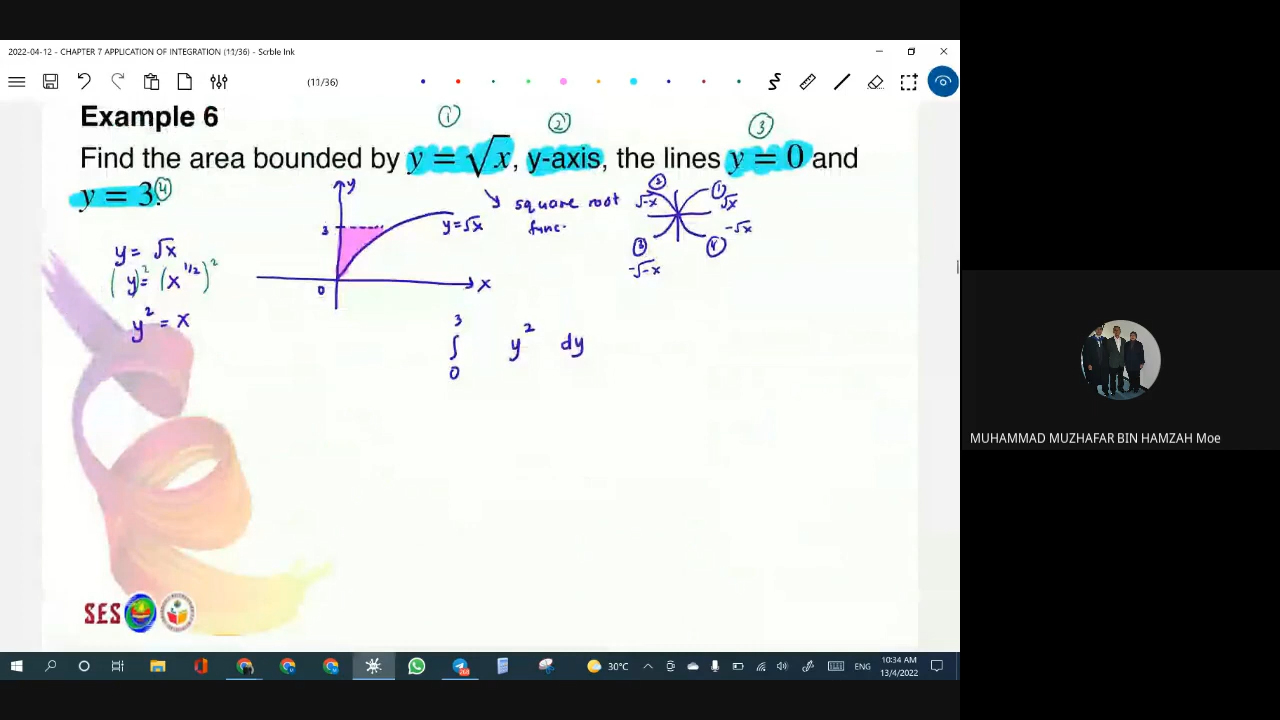 2022-04-12 - CHAPTER 7 APPLICATION OF INTEGRATION (11/36) - Scrble Ink
(11/36)
Example 6
① ② ③
Find the area bounded by y = √x, y-axis, the lines y = 0 and
y = 3④.
y
3
y = √x
0
x
square root
func.
② √-x
① √x
③ -√-x
④ -√x
y = √x
(y)² = (x^1/2)²
y² = x
3
∫ y² dy
0
SES
MUHAMMAD MUZHAFAR BIN HAMZAH Moe
30°C
ENG
10:34 AM
13/4/2022